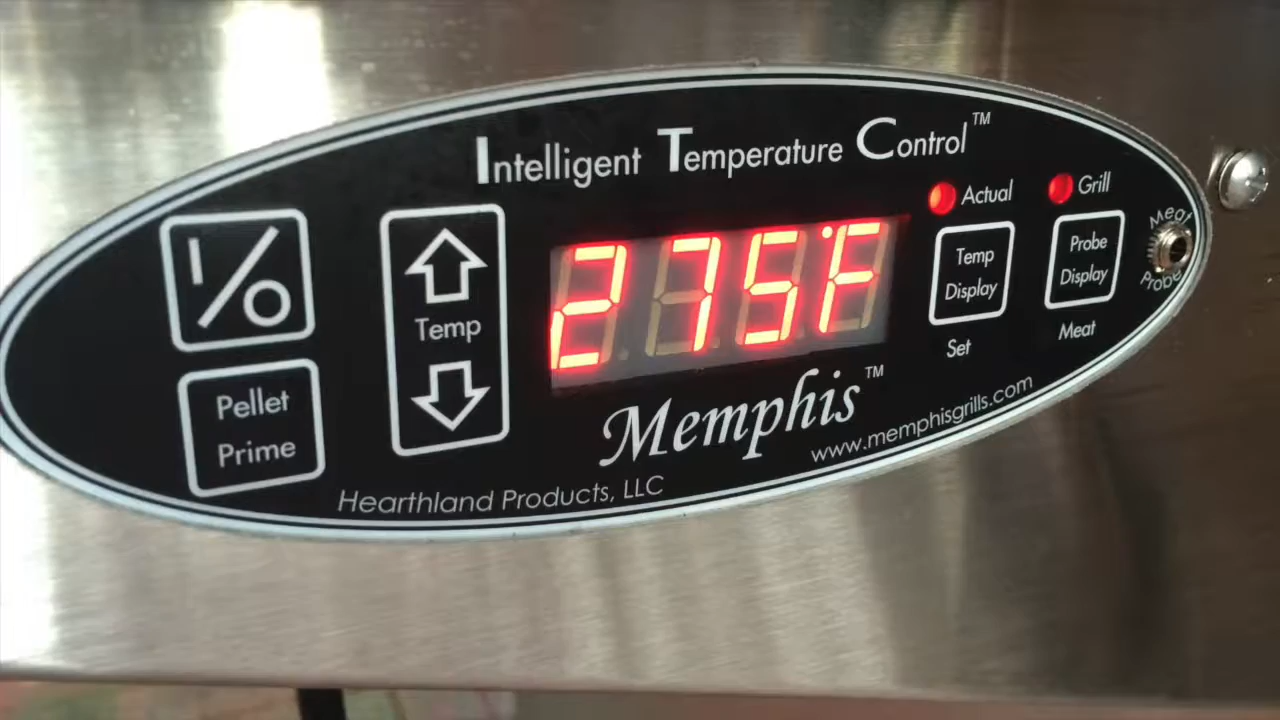 Intelligent Temperature Control™
Actual
Grill
Meat
Probe
I/O
Temp
275°F
Temp
Display
Probe
Display
Set
Meat
Pellet
Prime
Memphis™
www.memphisgrills.com
Hearthland Products, LLC